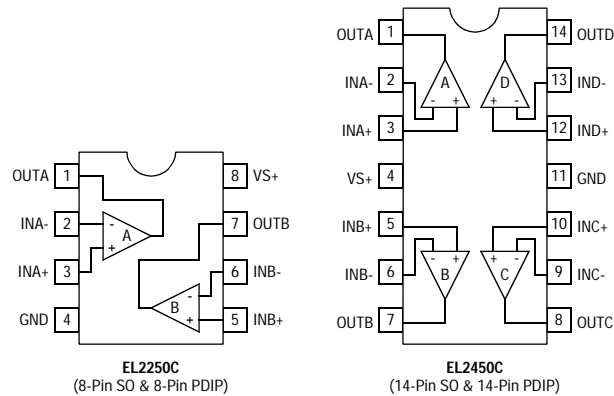 OUTA 1
8 VS+
INA- 2
- A
+
7 OUTB
INA+ 3
6 INB-
- B
+
GND 4
5 INB+
EL2250C
(8-Pin SO & 8-Pin PDIP)
OUTA 1
14 OUTD
INA- 2
A D
13 IND-
- + + -
INA+ 3
12 IND+
VS+ 4
11 GND
INB+ 5
10 INC+
- + + -
INB- 6
B C
9 INC-
OUTB 7
8 OUTC
EL2450C
(14-Pin SO & 14-Pin PDIP)